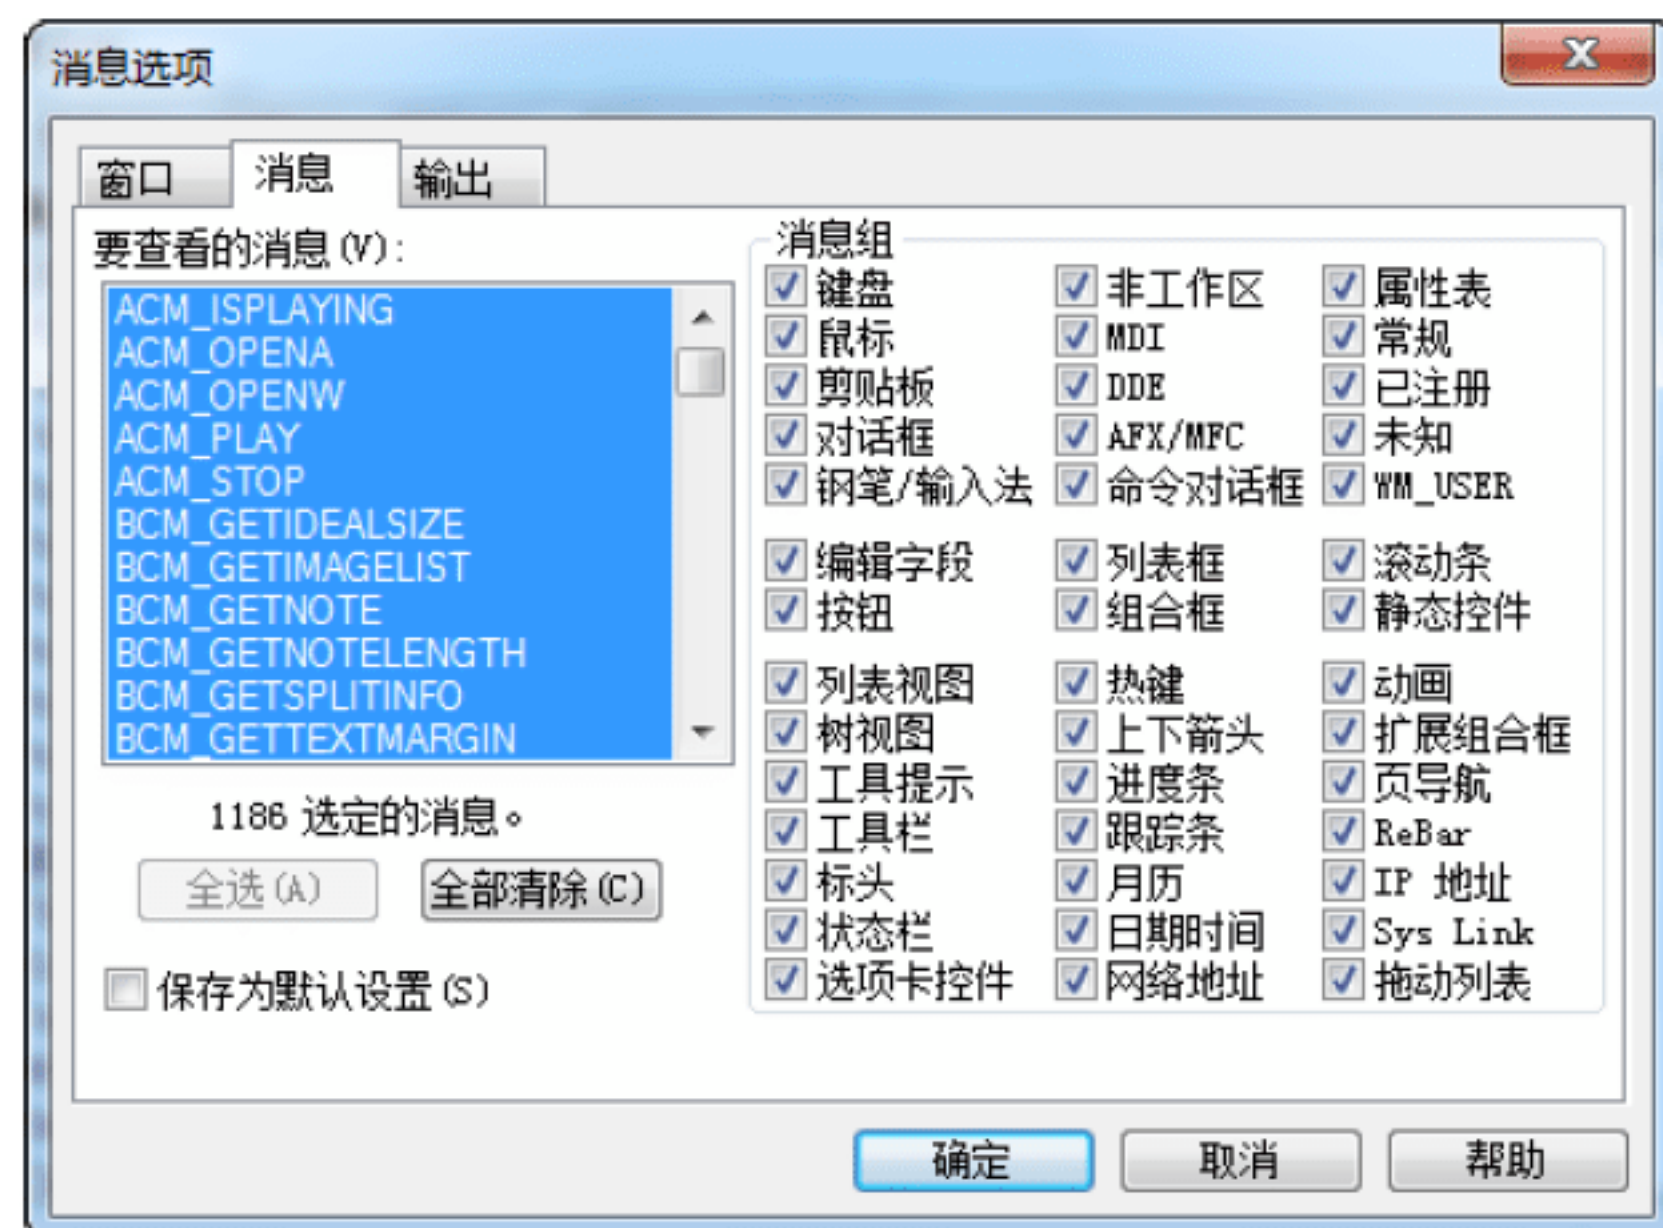 消息选项
窗口 消息 输出
要查看的消息(V):
ACM_ISPLAYING
ACM_OPENA
ACM_OPENW
ACM_PLAY
ACM_STOP
BCM_GETIDEALSIZE
BCM_GETIMAGELIST
BCM_GETNOTE
BCM_GETNOTELENGTH
BCM_GETSPLITINFO
BCM_GETTEXTMARGIN
1186 选定的消息。
全选(A) 全部清除(C)
保存为默认设置(S)
消息组
键盘 非工作区 属性表
鼠标 MDI 常规
剪贴板 DDE 已注册
对话框 AFX/MFC 未知
钢笔/输入法 命令对话框 WM_USER
编辑字段 列表框 滚动条
按钮 组合框 静态控件
列表视图 热键 动画
树视图 上下箭头 扩展组合框
工具提示 进度条 页导航
工具栏 跟踪条 ReBar
标头 月历 IP 地址
状态栏 日期时间 Sys Link
选项卡控件 网络地址 拖动列表
确定 取消 帮助